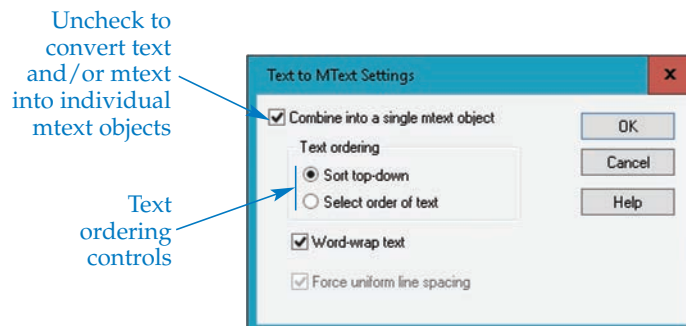 Uncheck to
convert text
and/or mtext
into individual
mtext objects
Text to MText Settings
x
Combine into a single mtext object
OK
Text ordering
Cancel
Sort top-down
Select order of text
Help
Text
ordering
controls
Word-wrap text
Force uniform line spacing